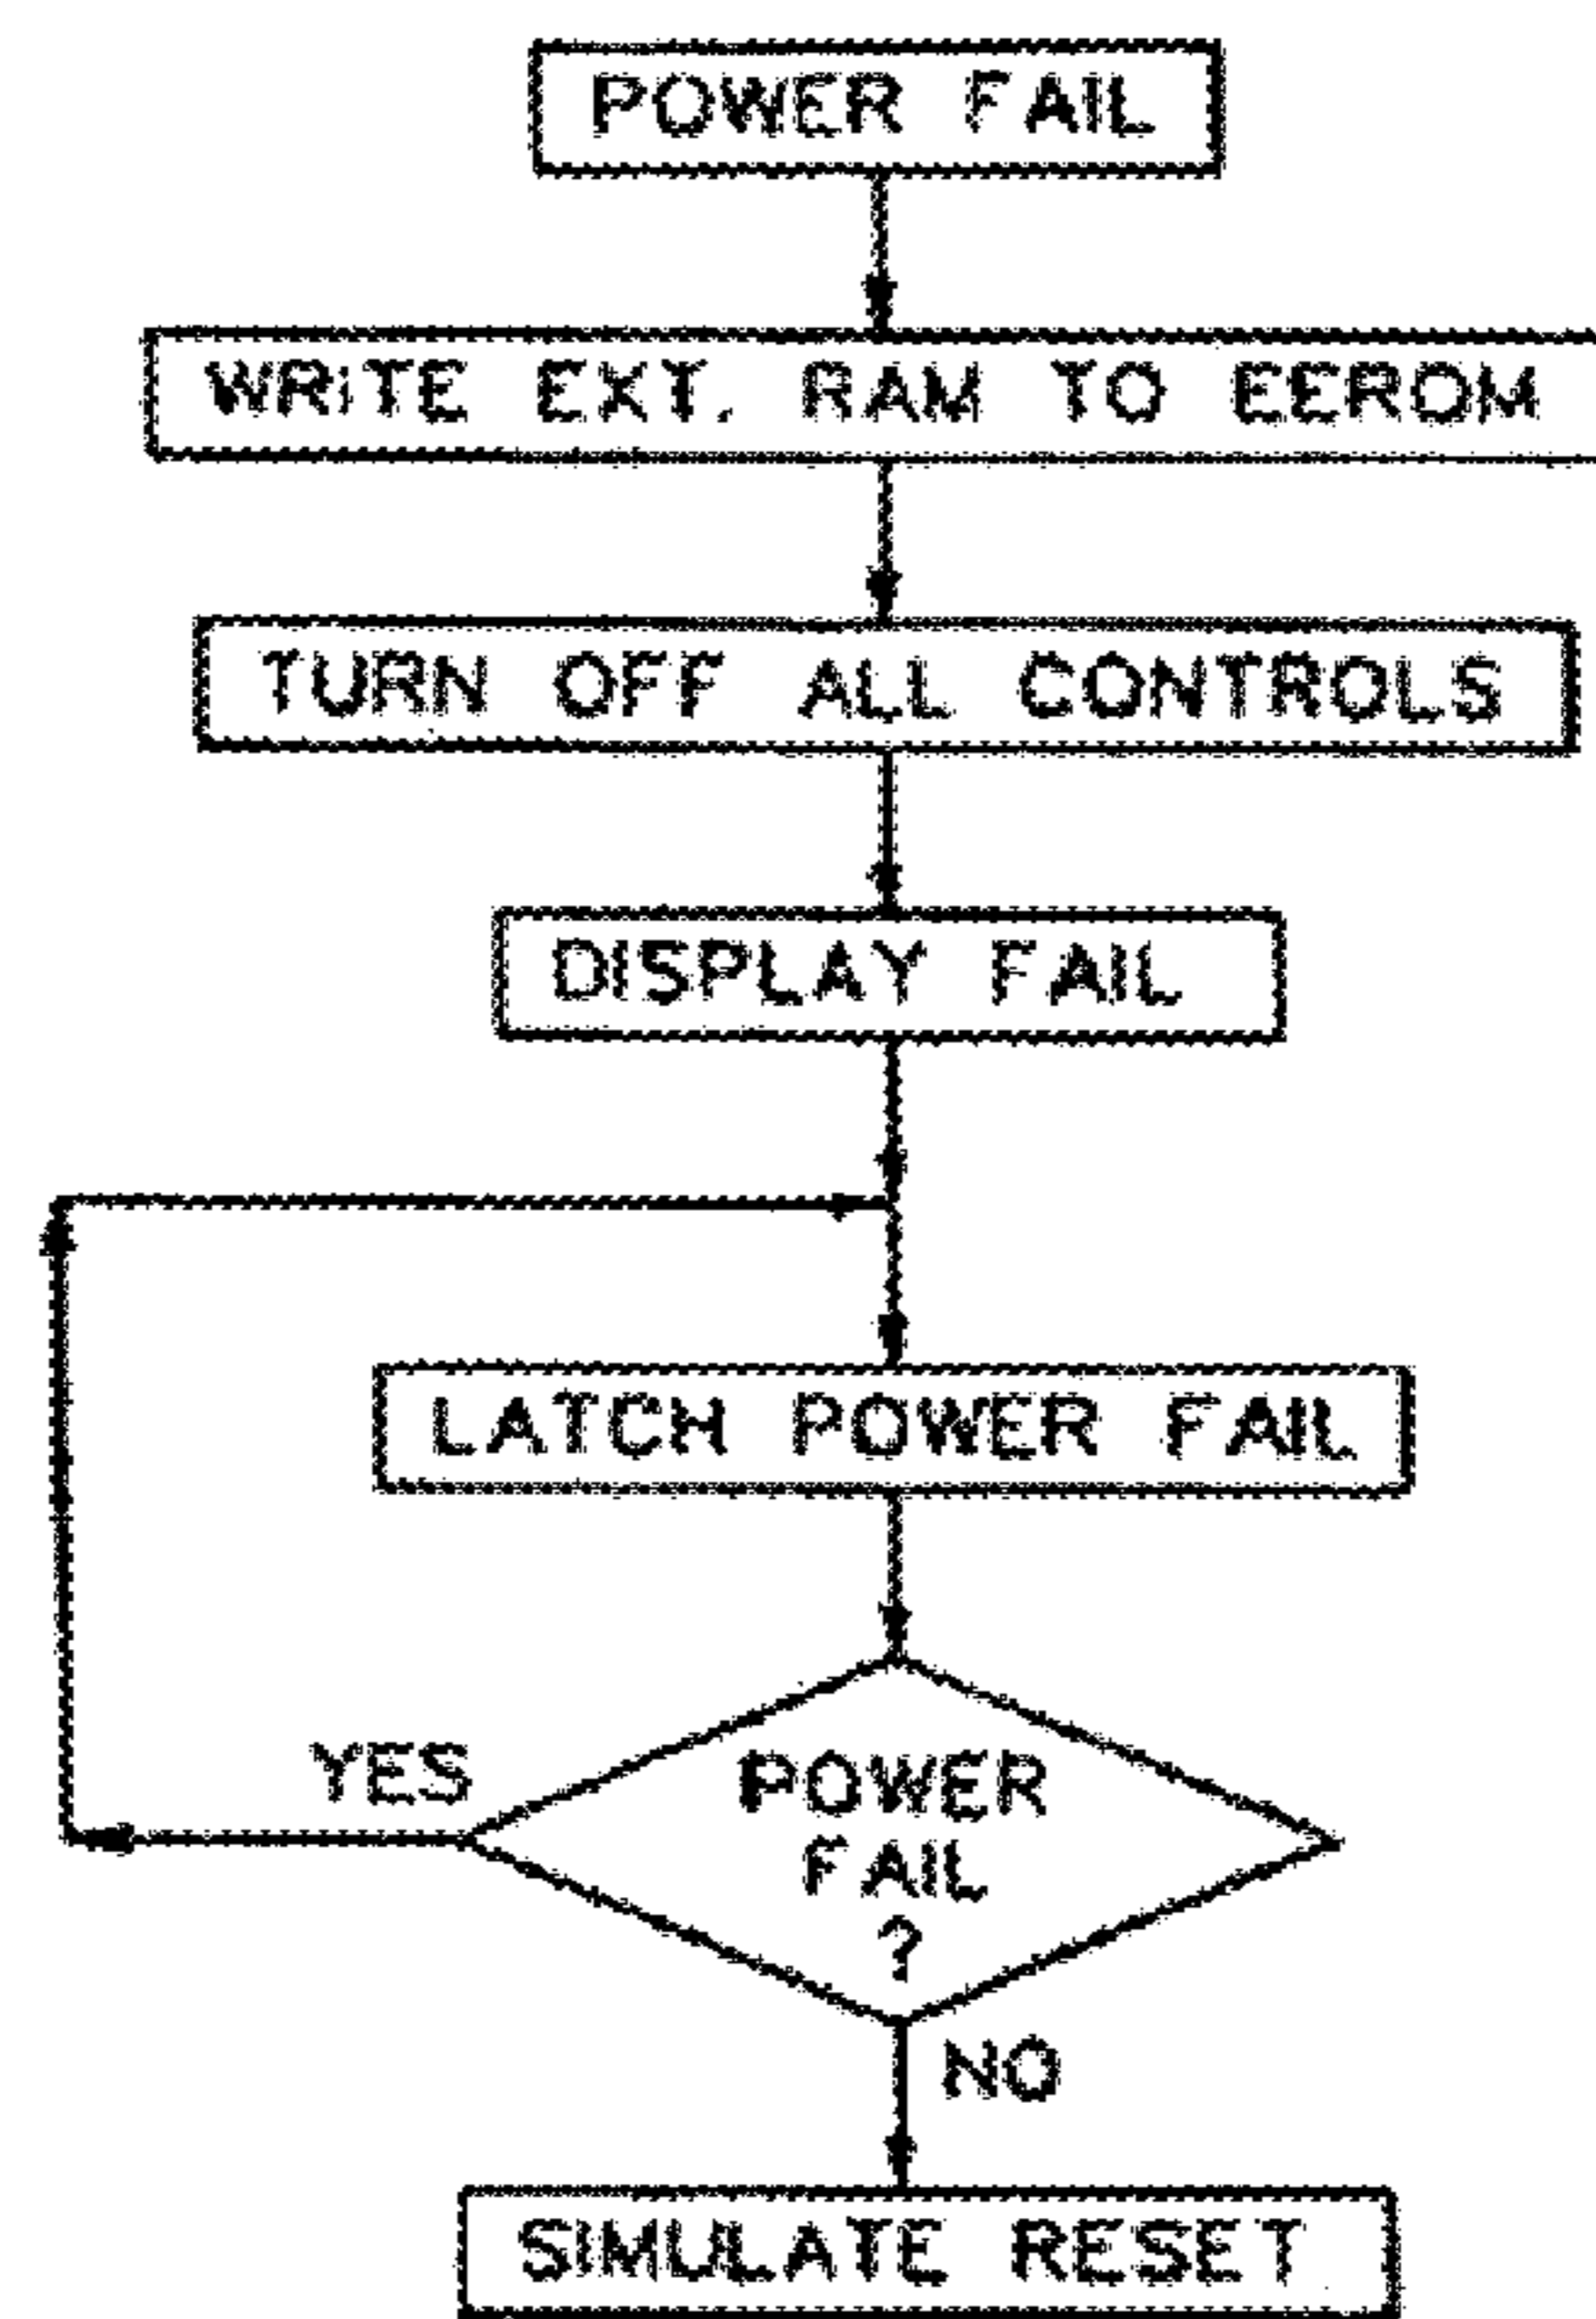 POWER FAIL
WRITE EXT. RAM TO EEROM
TURN OFF ALL CONTROLS
DISPLAY FAIL
LATCH POWER FAIL
YES
POWER
FAIL
?
NO
SIMULATE RESET